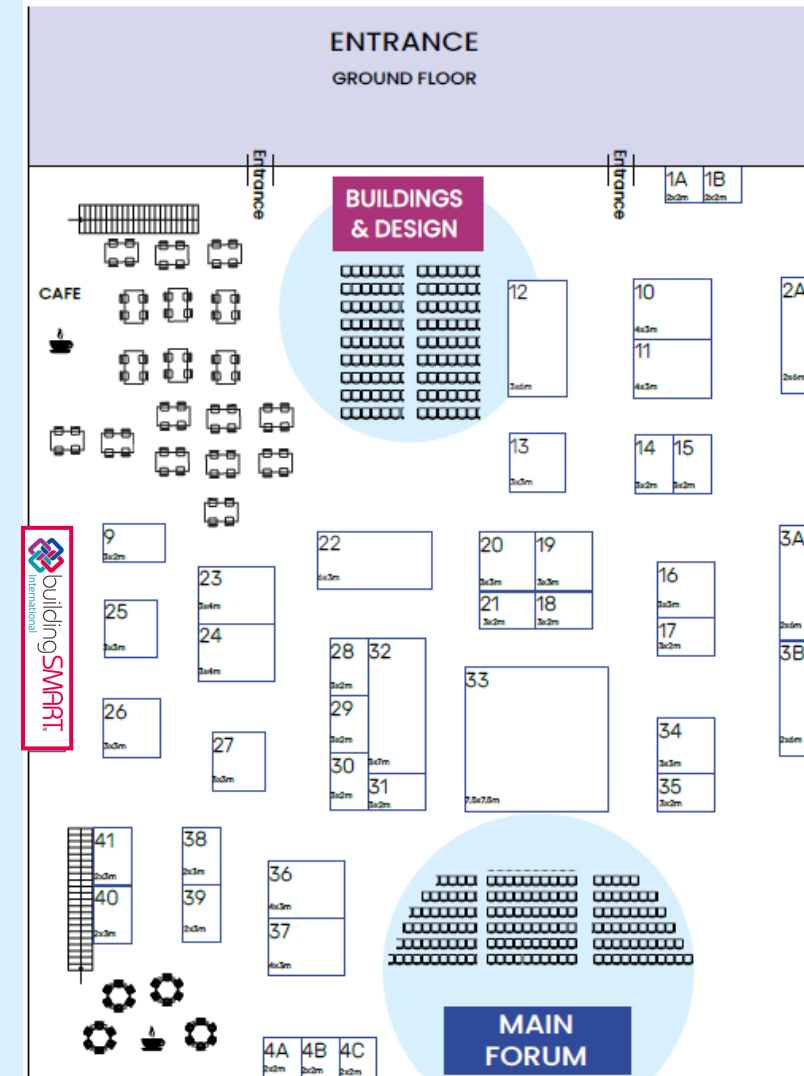 ENTRANCE
GROUND FLOOR
Entrance
Entrance
1A
2x2m
1B
2x2m
BUILDINGS
& DESIGN
CAFE
12
3x6m
10
4x3m
11
4x3m
2A
2x6m
13
3x3m
14
3x2m
15
3x2m
9
3x2m
22
6x3m
20
3x3m
19
3x3m
21
3x2m
18
3x2m
3A
2x6m
16
3x3m
17
3x2m
23
3x4m
24
3x4m
25
3x3m
buildingSMART.
International
28
3x2m
32
3x7m
29
3x2m
30
3x2m
31
3x2m
33
7,5x7,5m
3B
2x6m
26
3x3m
27
3x3m
34
3x3m
35
3x2m
41
2x3m
40
2x3m
38
2x3m
39
2x3m
36
4x3m
37
4x3m
MAIN
FORUM
4A
2x2m
4B
2x2m
4C
2x2m